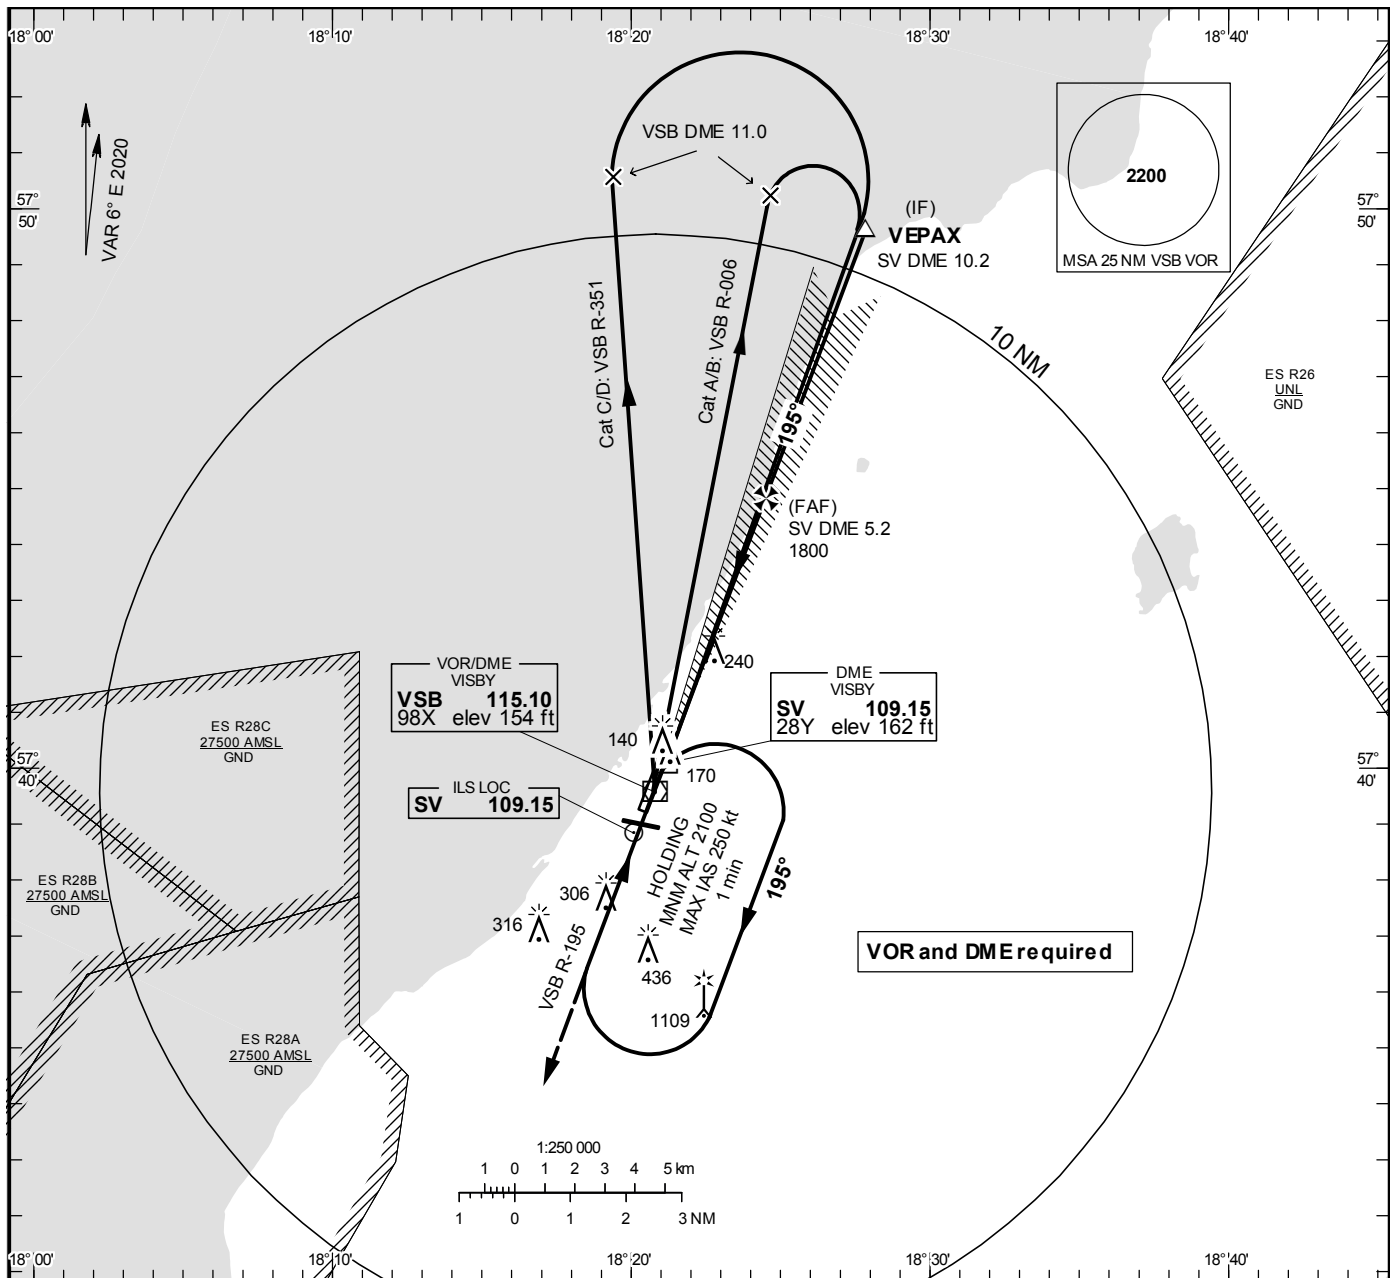 18° 00'
18° 10'
18° 20'
18° 30'
18° 40'
VAR 6° E 2020
VSB DME 11.0
2200
MSA 25 NM VSB VOR
57°
50'
57°
50'
(IF)
VEPAX
SV DME 10.2
Cat C/D: VSB R-351
Cat A/B: VSB R-006
10 NM
ES R26
UNL
GND
195°
(FAF)
SV DME 5.2
1800
240
VOR/DME
VISBY
VSB 115.10
98X elev 154 ft
DME
VISBY
SV 109.15
28Y elev 162 ft
ES R28C
27500 AMSL
GND
140
170
57°
40'
57°
40'
ILS LOC
SV 109.15
HOLDING
MNM ALT 2100
MAX IAS 250 kt
1 min
195°
ES R28B
27500 AMSL
GND
306
316
VSB R-195
436
1109
VOR and DME required
ES R28A
27500 AMSL
GND
1:250 000
1 0 1 2 3 4 5 km
1 0 1 2 3 NM
18° 00'
18° 10'
18° 20'
18° 30'
18° 40'